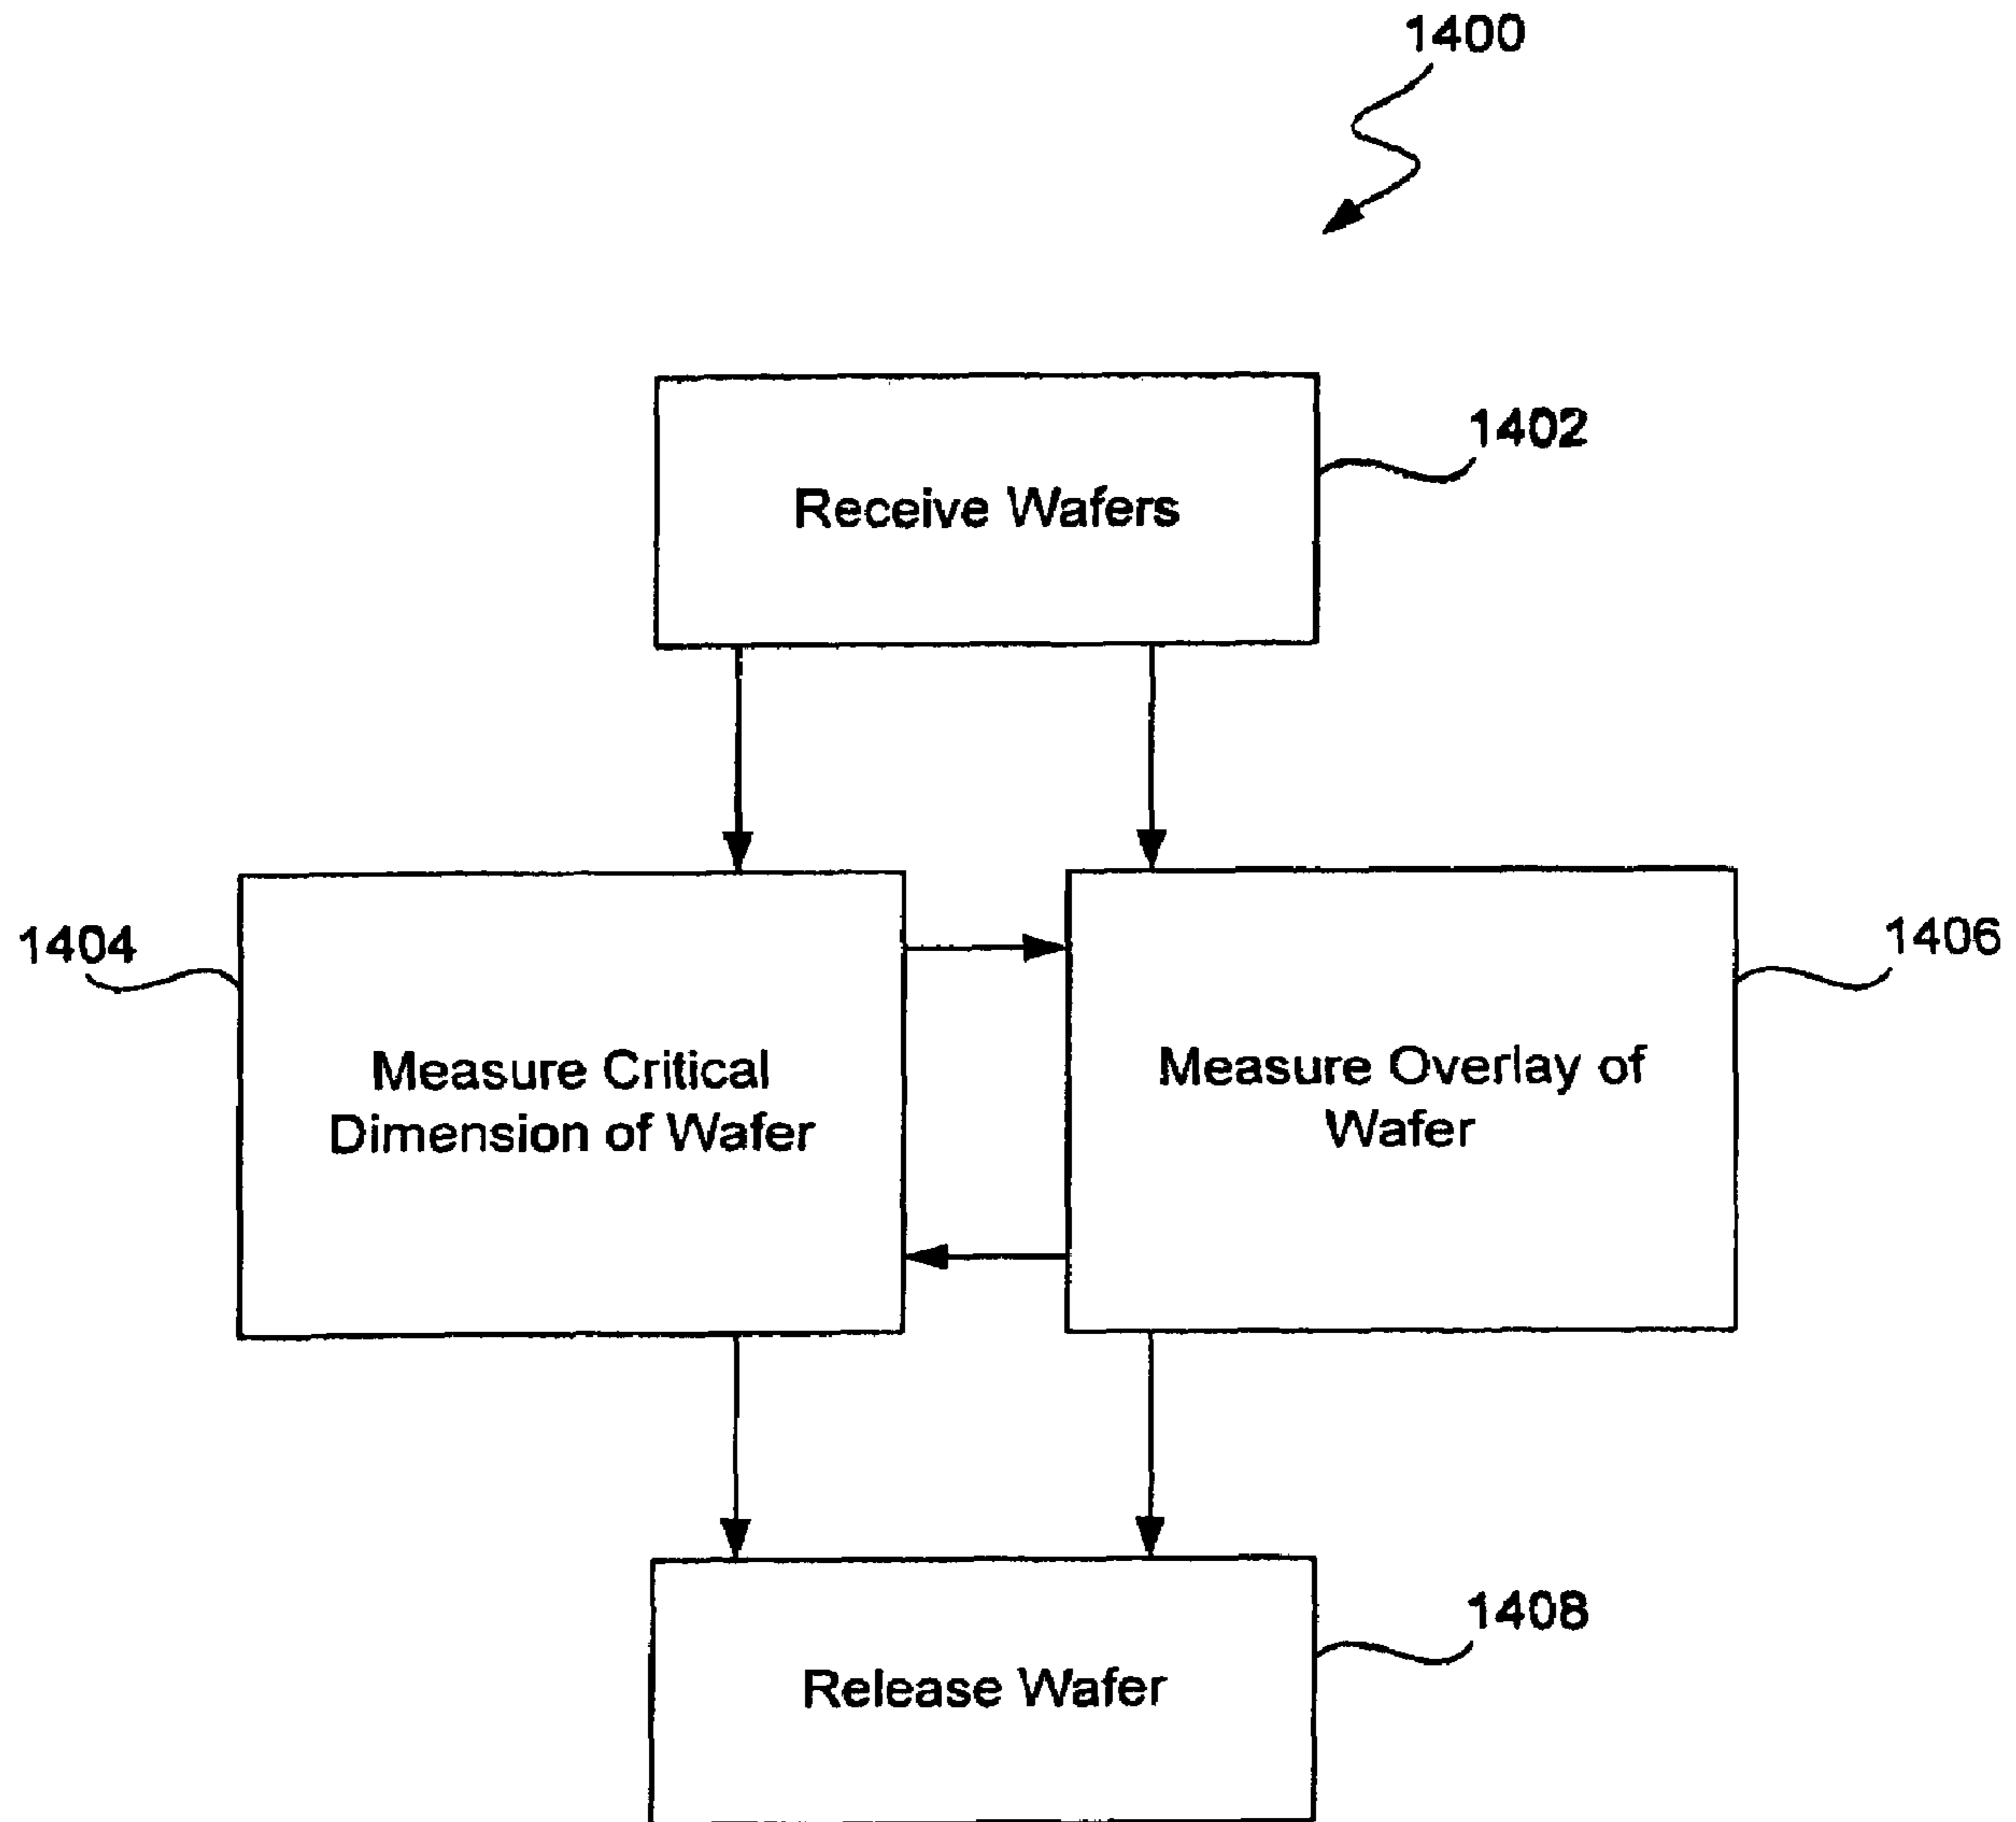 1400
1402
Receive Wafers
1404
1406
Measure Critical
Dimension of Wafer
Measure Overlay of
Wafer
1408
Release Wafer